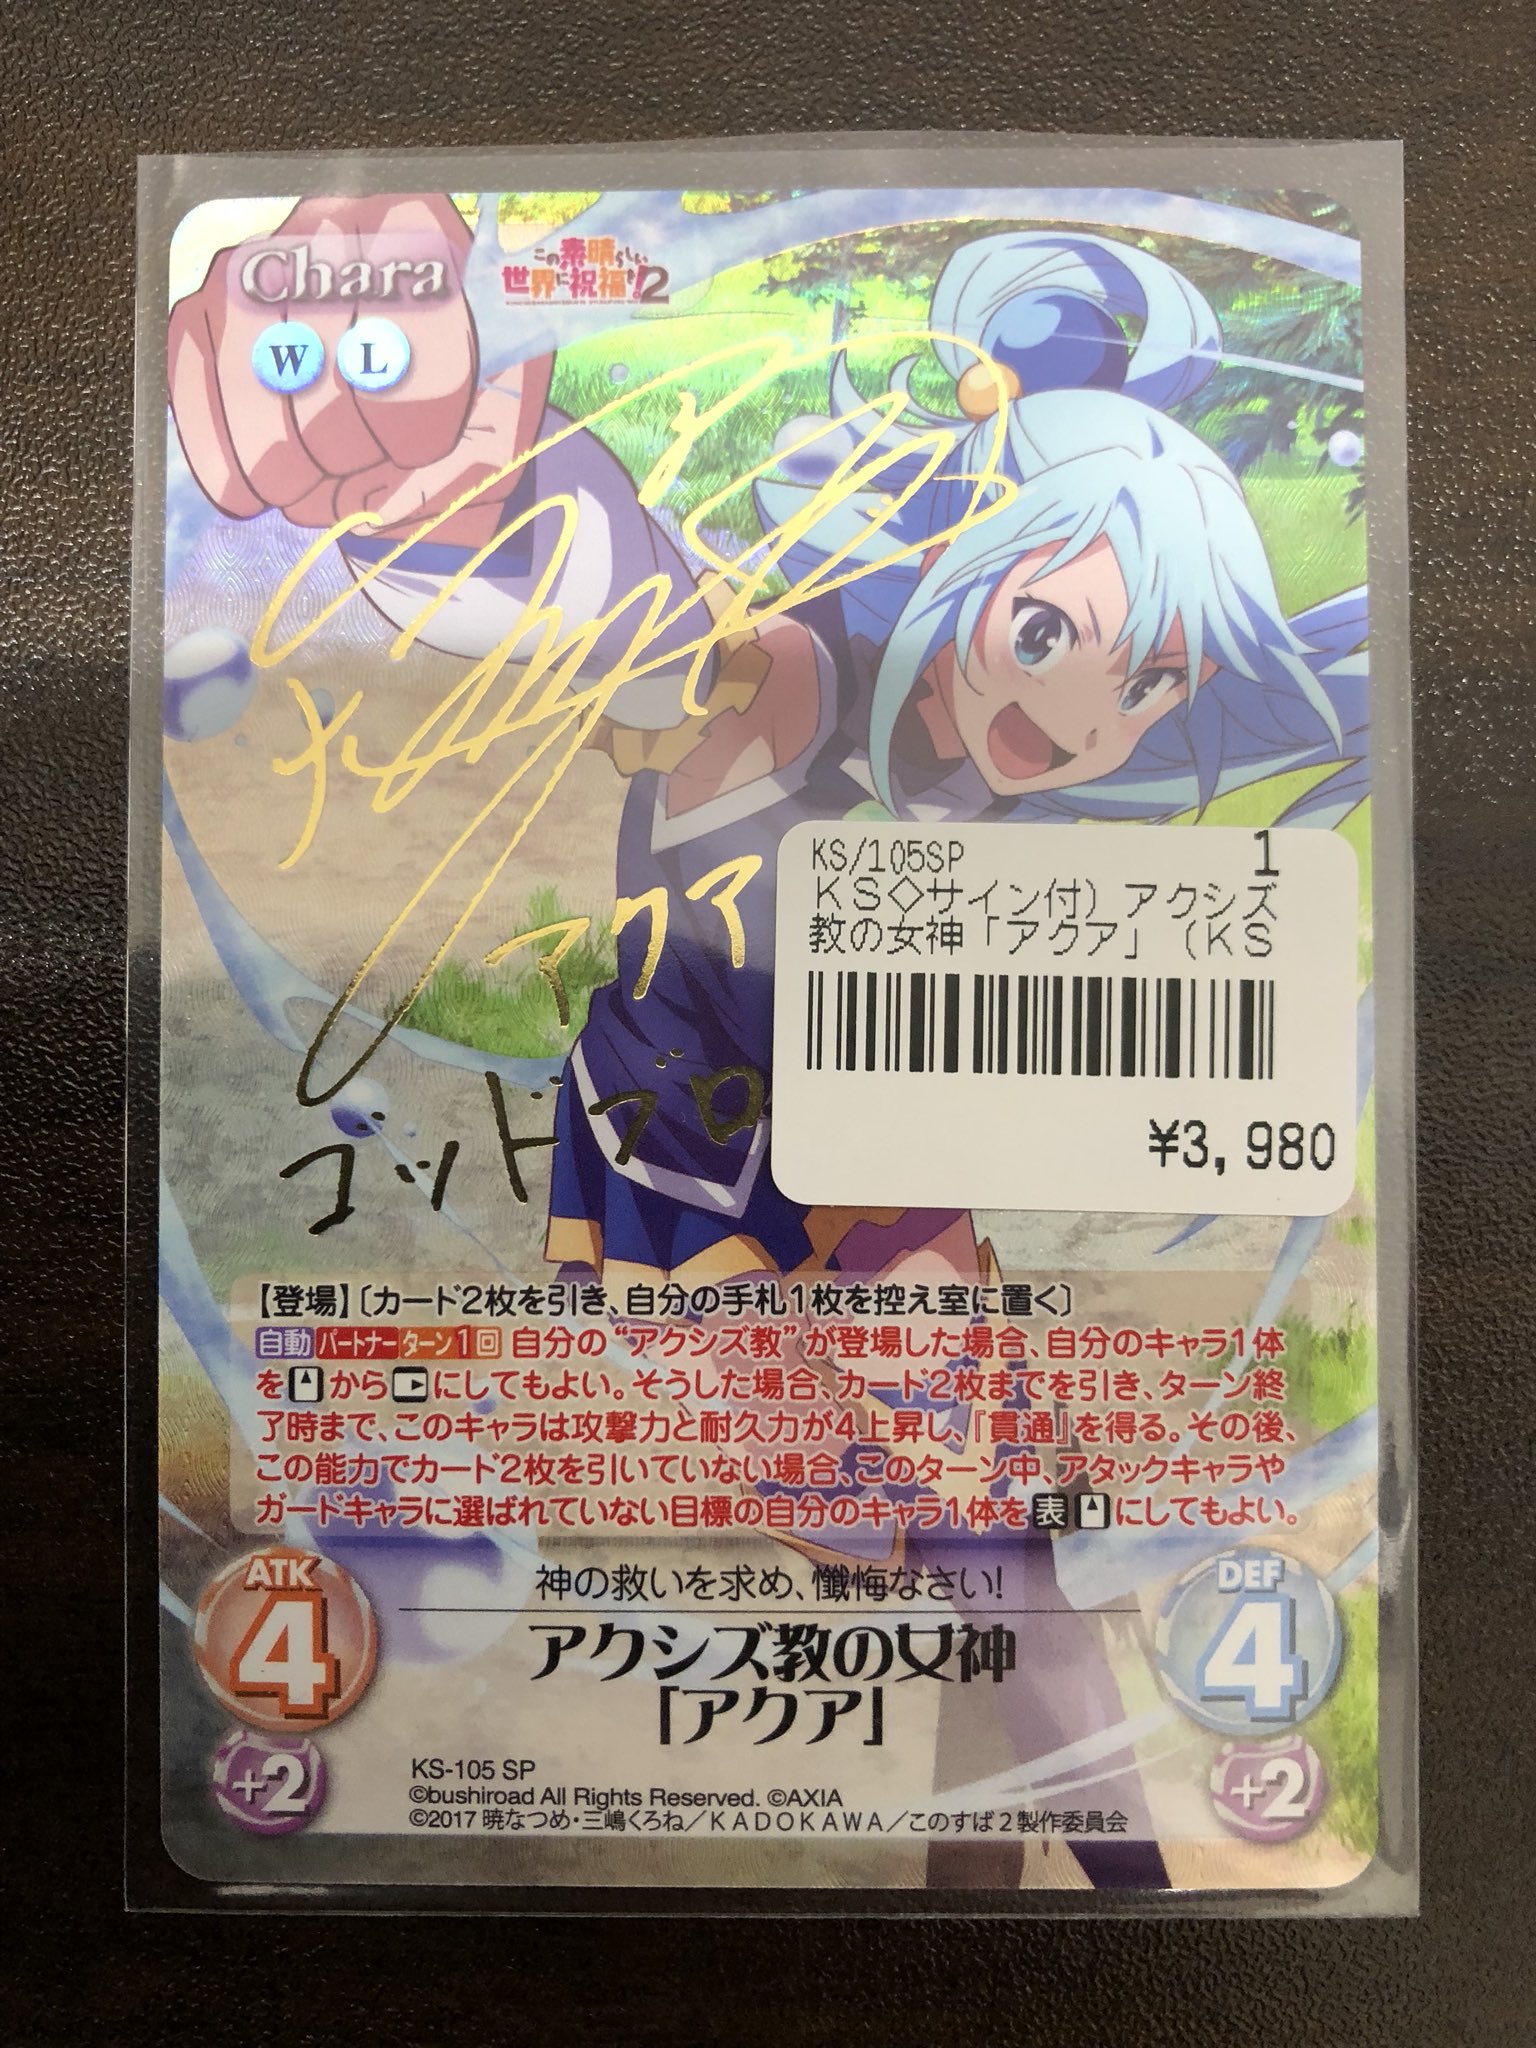 Chara
この素晴らしい
世界に祝福を!2
W L
アクア
ゴッドブロ
KS/105SP 1
ＫＳ◇サイン付）アクシズ
教の女神「アクア」（ＫＳ
¥3,980
【登場】〔カード2枚を引き、自分の手札1枚を控え室に置く〕
自動 パートナー ターン1回 自分の“アクシズ教”が登場した場合、自分のキャラ1体
をから にしてもよい。そうした場合、カード2枚までを引き、ターン終
了時まで、このキャラは攻撃力と耐久力が4上昇し、『貫通』を得る。その後、
この能力でカード2枚を引いていない場合、このターン中、アタックキャラや
ガードキャラに選ばれていない目標の自分のキャラ1体を表 にしてもよい。
ATK
4
+2
DEF
4
+2
神の救いを求め、懺悔なさい!
アクシズ教の女神
「アクア」
KS-105 SP
©bushiroad All Rights Reserved. ©AXIA
©2017 暁なつめ・三嶋くろね／ＫＡＤＯＫＡＷＡ／このすば２製作委員会